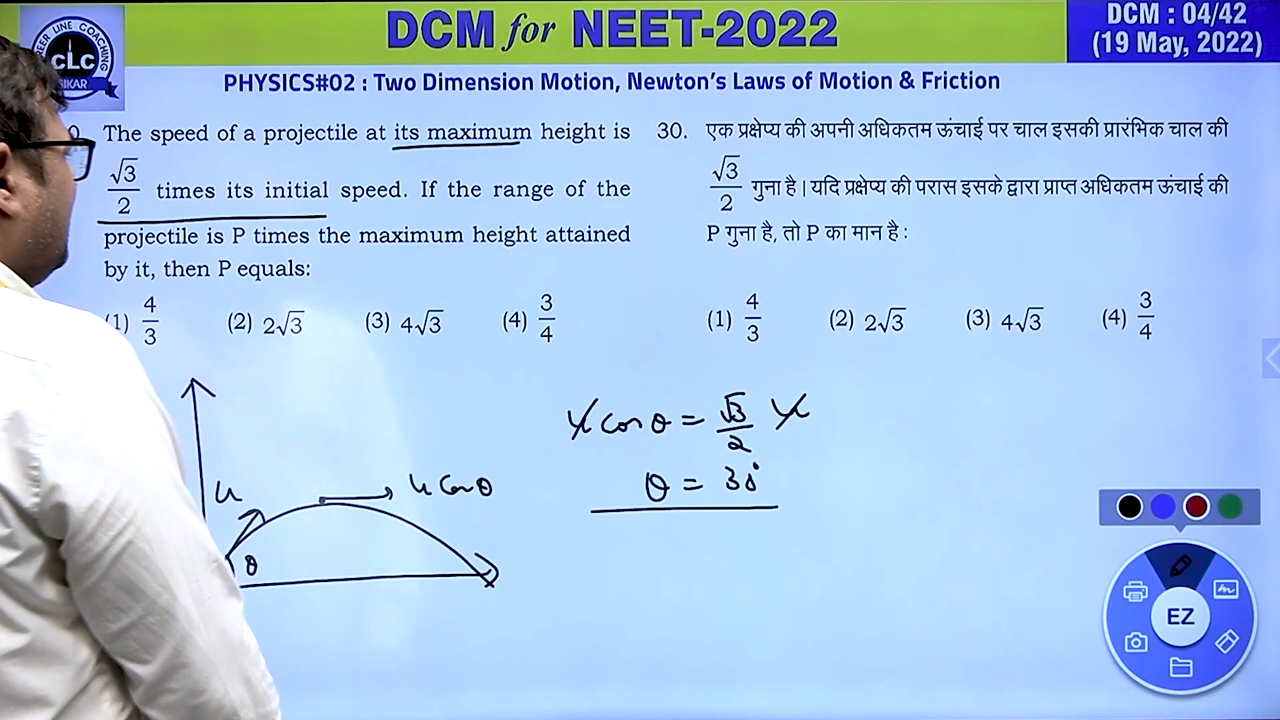 DCM for NEET-2022
DCM : 04/42
(19 May, 2022)
CLC
SIKAR
PHYSICS#02 : Two Dimension Motion, Newton's Laws of Motion & Friction
The speed of a projectile at its maximum height is
√3/2 times its initial speed. If the range of the
projectile is P times the maximum height attained
by it, then P equals:
(1) 4/3 (2) 2√3 (3) 4√3 (4) 3/4
30. एक प्रक्षेप्य की अपनी अधिकतम ऊंचाई पर चाल इसकी प्रारंभिक चाल की
√3/2 गुना है। यदि प्रक्षेप्य की परास इसके द्वारा प्राप्त अधिकतम ऊंचाई की
P गुना है, तो P का मान है :
(1) 4/3 (2) 2√3 (3) 4√3 (4) 3/4
u
u cosθ
θ
u cosθ = √3/2 u
θ = 30°
EZ